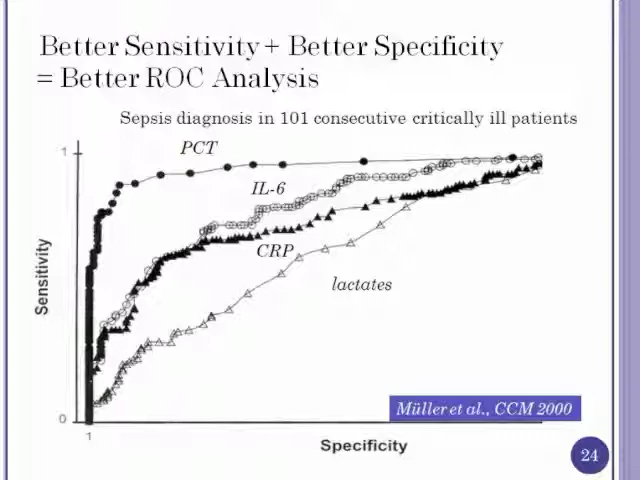 Better Sensitivity + Better Specificity
= Better ROC Analysis
Sepsis diagnosis in 101 consecutive critically ill patients
1
PCT
IL-6
CRP
lactates
Sensitivity
0
1
Specificity
Müller et al., CCM 2000
24